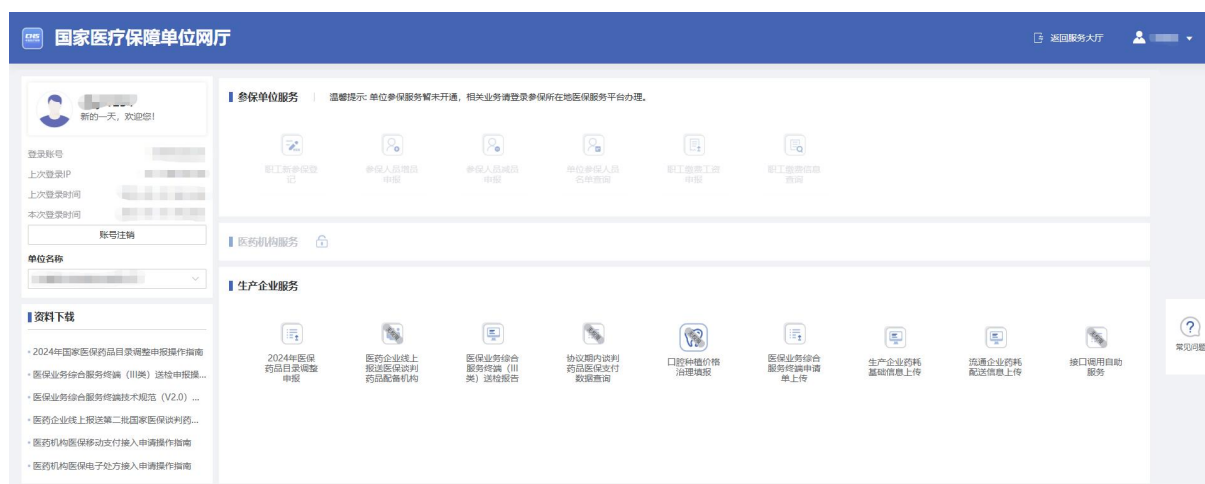 CHS
国家医疗保障单位网厅
返回服务大厅
新的一天，欢迎您！
登录账号
上次登录IP
上次登录时间
本次登录时间
账号注销
单位名称
资料下载
·2024年国家医保药品目录调整申报操作指南
·医保业务综合服务终端（III类）送检申报操...
·医保业务综合服务终端技术规范（V2.0）...
·医药企业线上报送第二批国家医保谈判药...
·医药机构医保移动支付接入申请操作指南
·医药机构医保电子处方接入申请操作指南
参保单位服务
温馨提示: 单位参保服务暂未开通，相关业务请登录参保所在地医保服务平台办理。
职工新参保登
记
参保人员增员
申报
参保人员减员
申报
单位参保人员
名单查询
职工缴费工资
申报
职工缴费信息
查询
医药机构服务
生产企业服务
2024年医保
药品目录调整
申报
医药企业线上
报送医保谈判
药品配备机构
医保业务综合
服务终端（III
类）送检报告
协议期内谈判
药品医保支付
数据查询
口腔种植价格
治理填报
医保业务综合
服务终端申请
单上传
生产企业药耗
基础信息上传
流通企业药耗
配送信息上传
接口调用自助
服务
常见问题